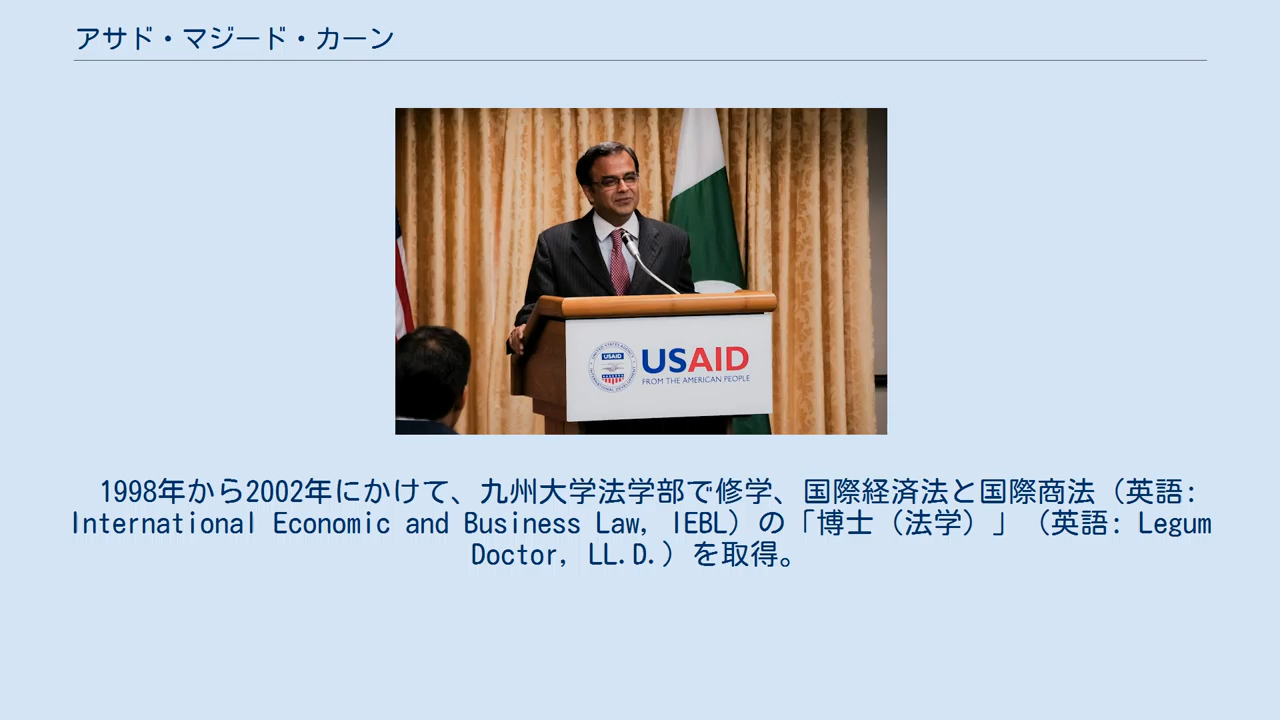 アサド・マジード・カーン
USAID
USAID
FROM THE AMERICAN PEOPLE
1998年から2002年にかけて、九州大学法学部で修学、国際経済法と国際商法（英語:
International Economic and Business Law, IEBL）の「博士（法学）」（英語: Legum
Doctor, LL.D.）を取得。